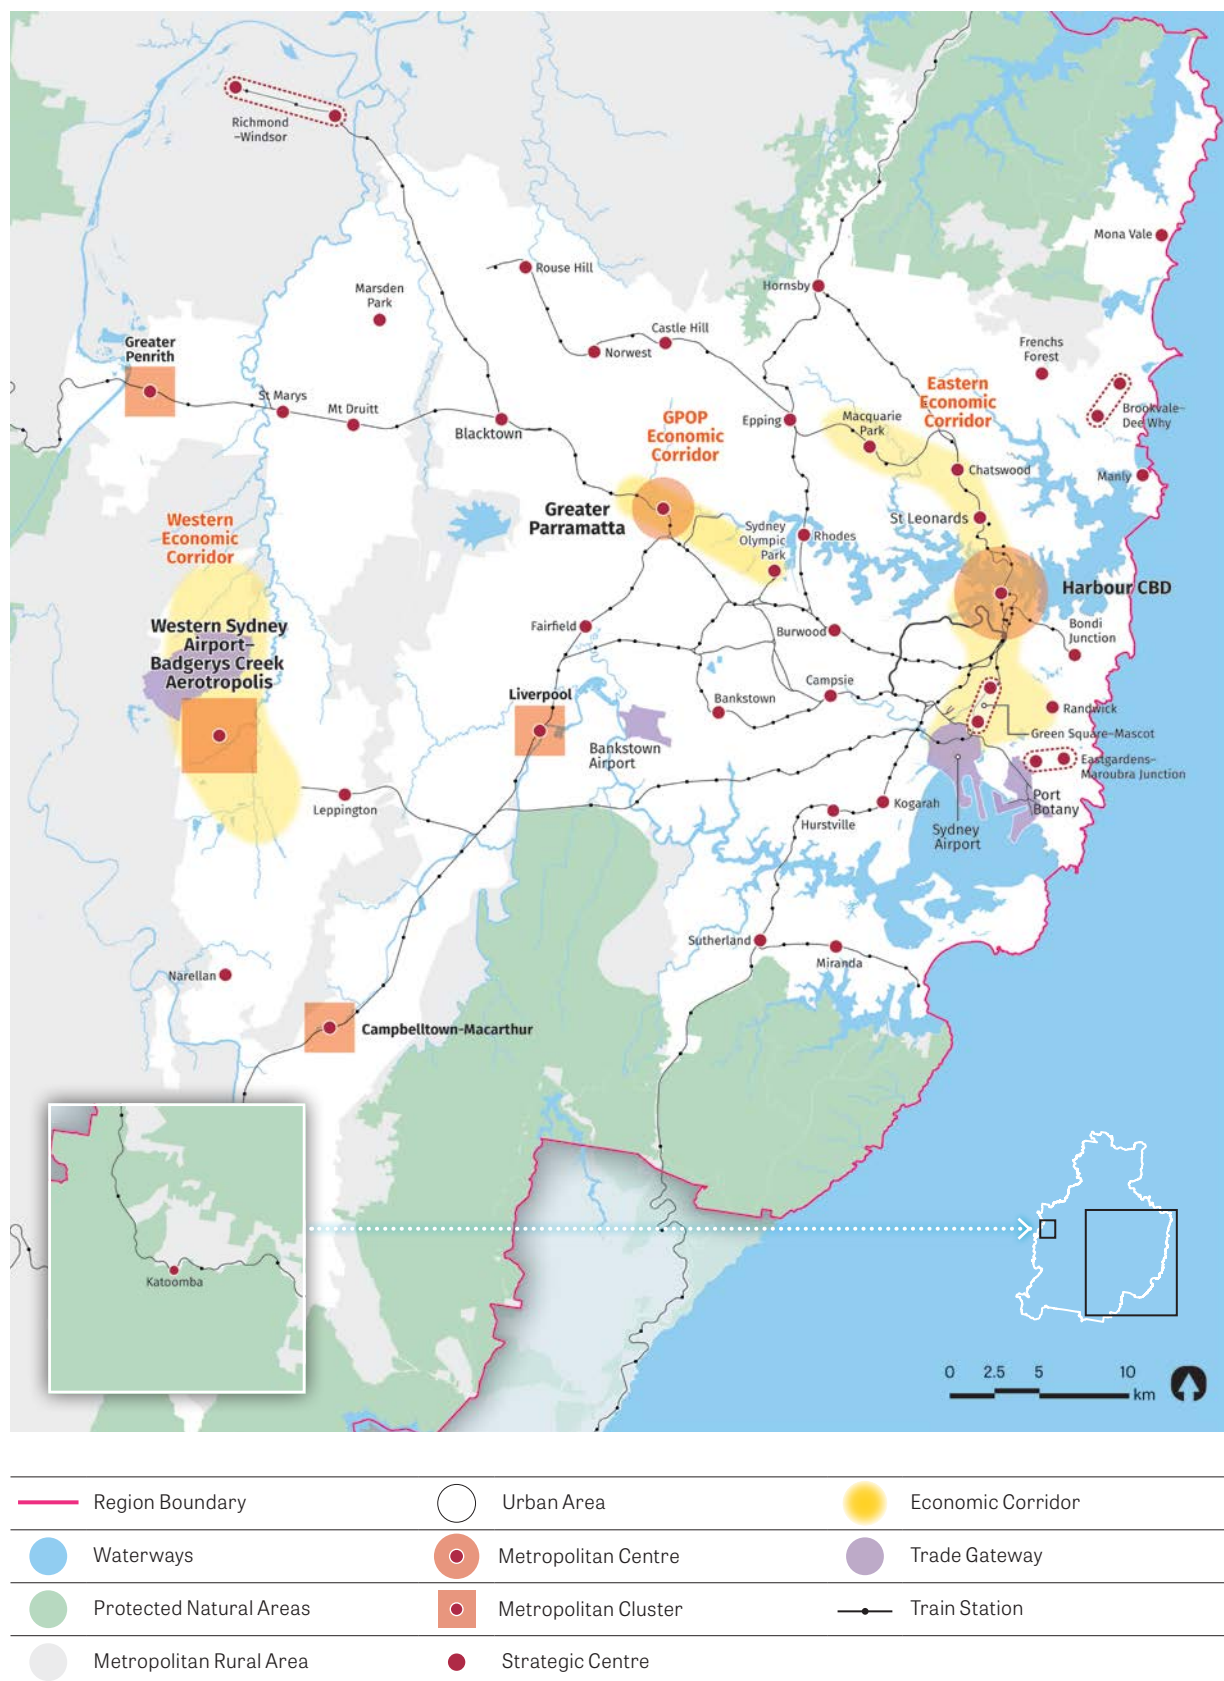 Richmond
–Windsor
Mona Vale
Rouse Hill
Hornsby
Marsden
Park
Castle Hill
Norwest
Greater
Penrith
Frenchs
Forest
St Marys
Mt Druitt
Blacktown
GPOP
Economic
Corridor
Epping
Macquarie
Park
Eastern
Economic
Corridor
Brookvale–
Dee Why
Chatswood
Manly
Western
Economic
Corridor
Greater
Parramatta
Sydney
Olympic
Park
Rhodes
St Leonards
Harbour CBD
Western Sydney
Airport–
Badgerys Creek
Aerotropolis
Fairfield
Burwood
Bondi
Junction
Liverpool
Bankstown
Campsie
Randwick
Green Square–Mascot
Bankstown
Airport
Eastgardens–
Maroubra Junction
Leppington
Port
Botany
Kogarah
Hurstville
Sydney
Airport
Sutherland
Miranda
Narellan
Campbelltown–Macarthur
Katoomba
0 2.5 5 10
km
Region Boundary
Urban Area
Economic Corridor
Waterways
Metropolitan Centre
Trade Gateway
Protected Natural Areas
Metropolitan Cluster
Train Station
Metropolitan Rural Area
Strategic Centre